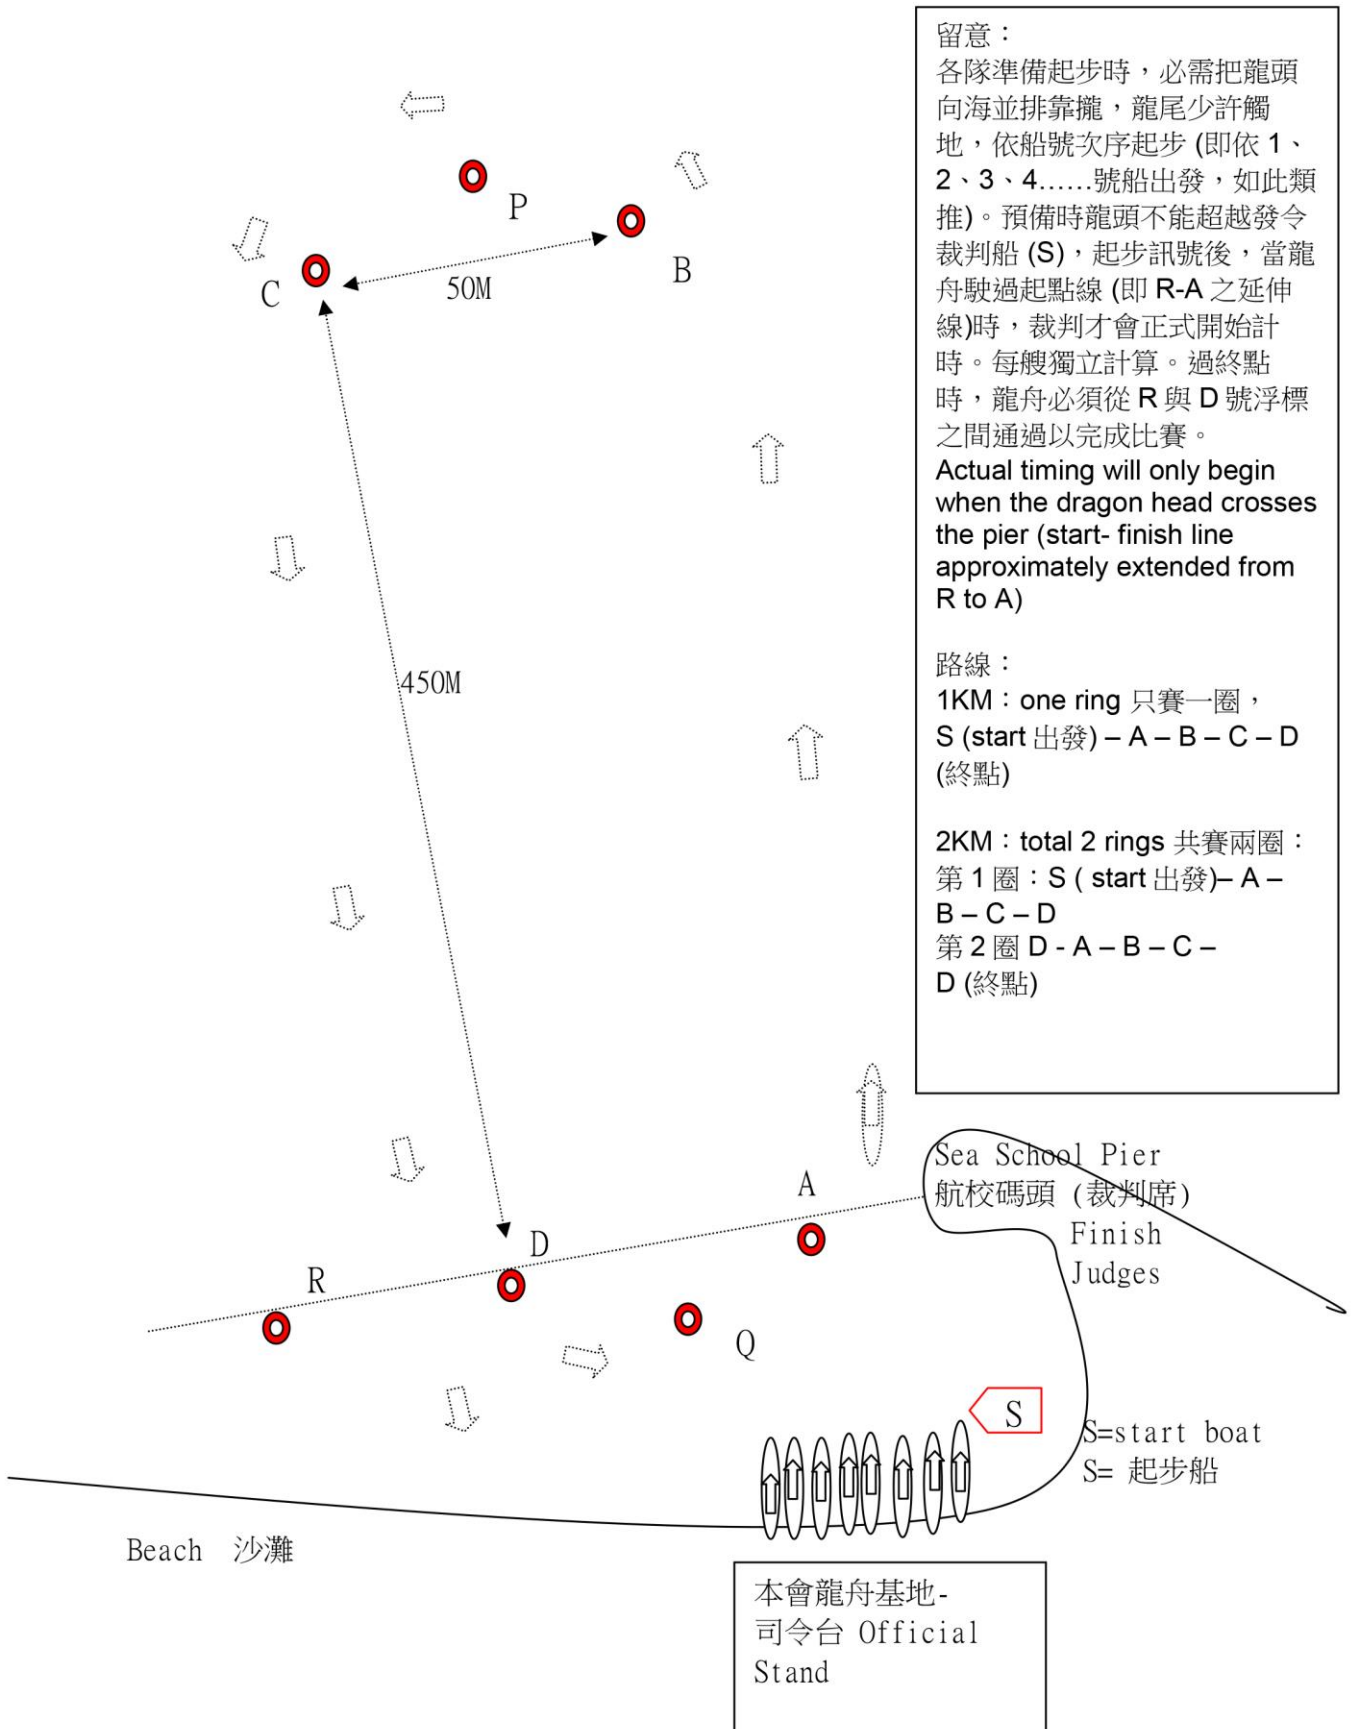 留意：
各隊準備起步時，必需把龍頭
向海並排靠攏，龍尾少許觸
地，依船號次序起步 (即依 1、
2、3、4……號船出發，如此類
推)。預備時龍頭不能超越發令
裁判船 (S)，起步訊號後，當龍
舟駛過起點線 (即 R-A 之延伸
線)時，裁判才會正式開始計
時。每艘獨立計算。過終點
時，龍舟必須從 R 與 D 號浮標
之間通過以完成比賽。
Actual timing will only begin
when the dragon head crosses
the pier (start- finish line
approximately extended from
R to A)
路線：
1KM：one ring 只賽一圈，
S (start 出發) – A – B – C – D
(終點)
2KM：total 2 rings 共賽兩圈：
第 1 圈：S ( start 出發)– A –
B – C – D
第 2 圈 D - A – B – C –
D (終點)
P
B
C
50M
450M
Sea School Pier
航校碼頭 (裁判席)
Finish
Judges
A
D
R
Q
S
S=start boat
S= 起步船
Beach 沙灘
本會龍舟基地-
司令台 Official
Stand